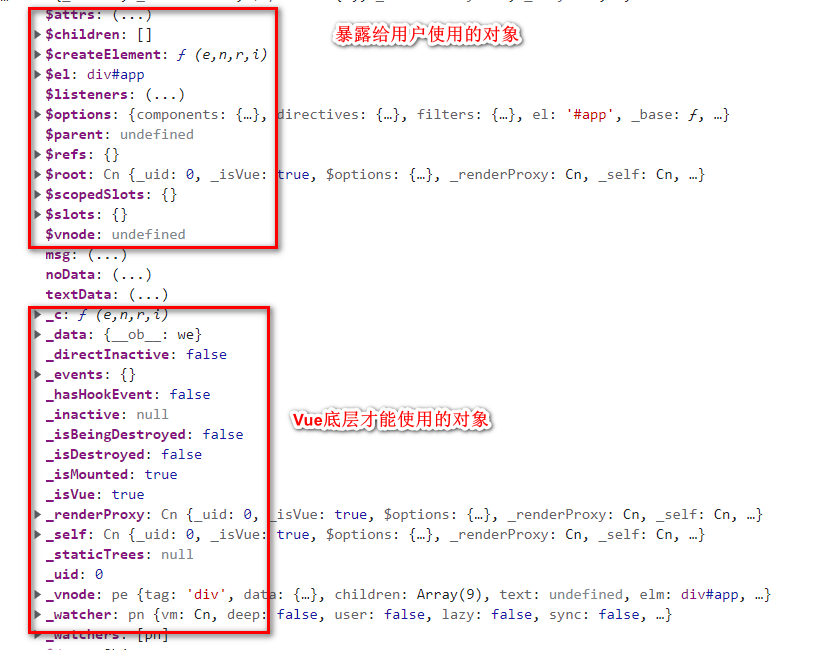 $attrs: (...)
暴露给用户使用的对象
$children: []
$createElement: ƒ (e,n,r,i)
$el: div#app
$listeners: (...)
$options: {components: {…}, directives: {…}, filters: {…}, el: '#app', _base: ƒ, …}
$parent: undefined
$refs: {}
$root: Cn {_uid: 0, _isVue: true, $options: {…}, _renderProxy: Cn, _self: Cn, …}
$scopedSlots: {}
$slots: {}
$vnode: undefined
msg: (...)
noData: (...)
textData: (...)
_c: ƒ (e,n,r,i)
_data: {__ob__: we}
_directInactive: false
_events: {}
_hasHookEvent: false
_inactive: null
Vue底层才能使用的对象
_isBeingDestroyed: false
_isDestroyed: false
_isMounted: true
_isVue: true
_renderProxy: Cn {_uid: 0, _isVue: true, $options: {…}, _renderProxy: Cn, _self: Cn, …}
_self: Cn {_uid: 0, _isVue: true, $options: {…}, _renderProxy: Cn, _self: Cn, …}
_staticTrees: null
_uid: 0
_vnode: pe {tag: 'div', data: {…}, children: Array(9), text: undefined, elm: div#app, …}
_watcher: pn {vm: Cn, deep: false, user: false, lazy: false, sync: false, …}
_watchers: [pn]